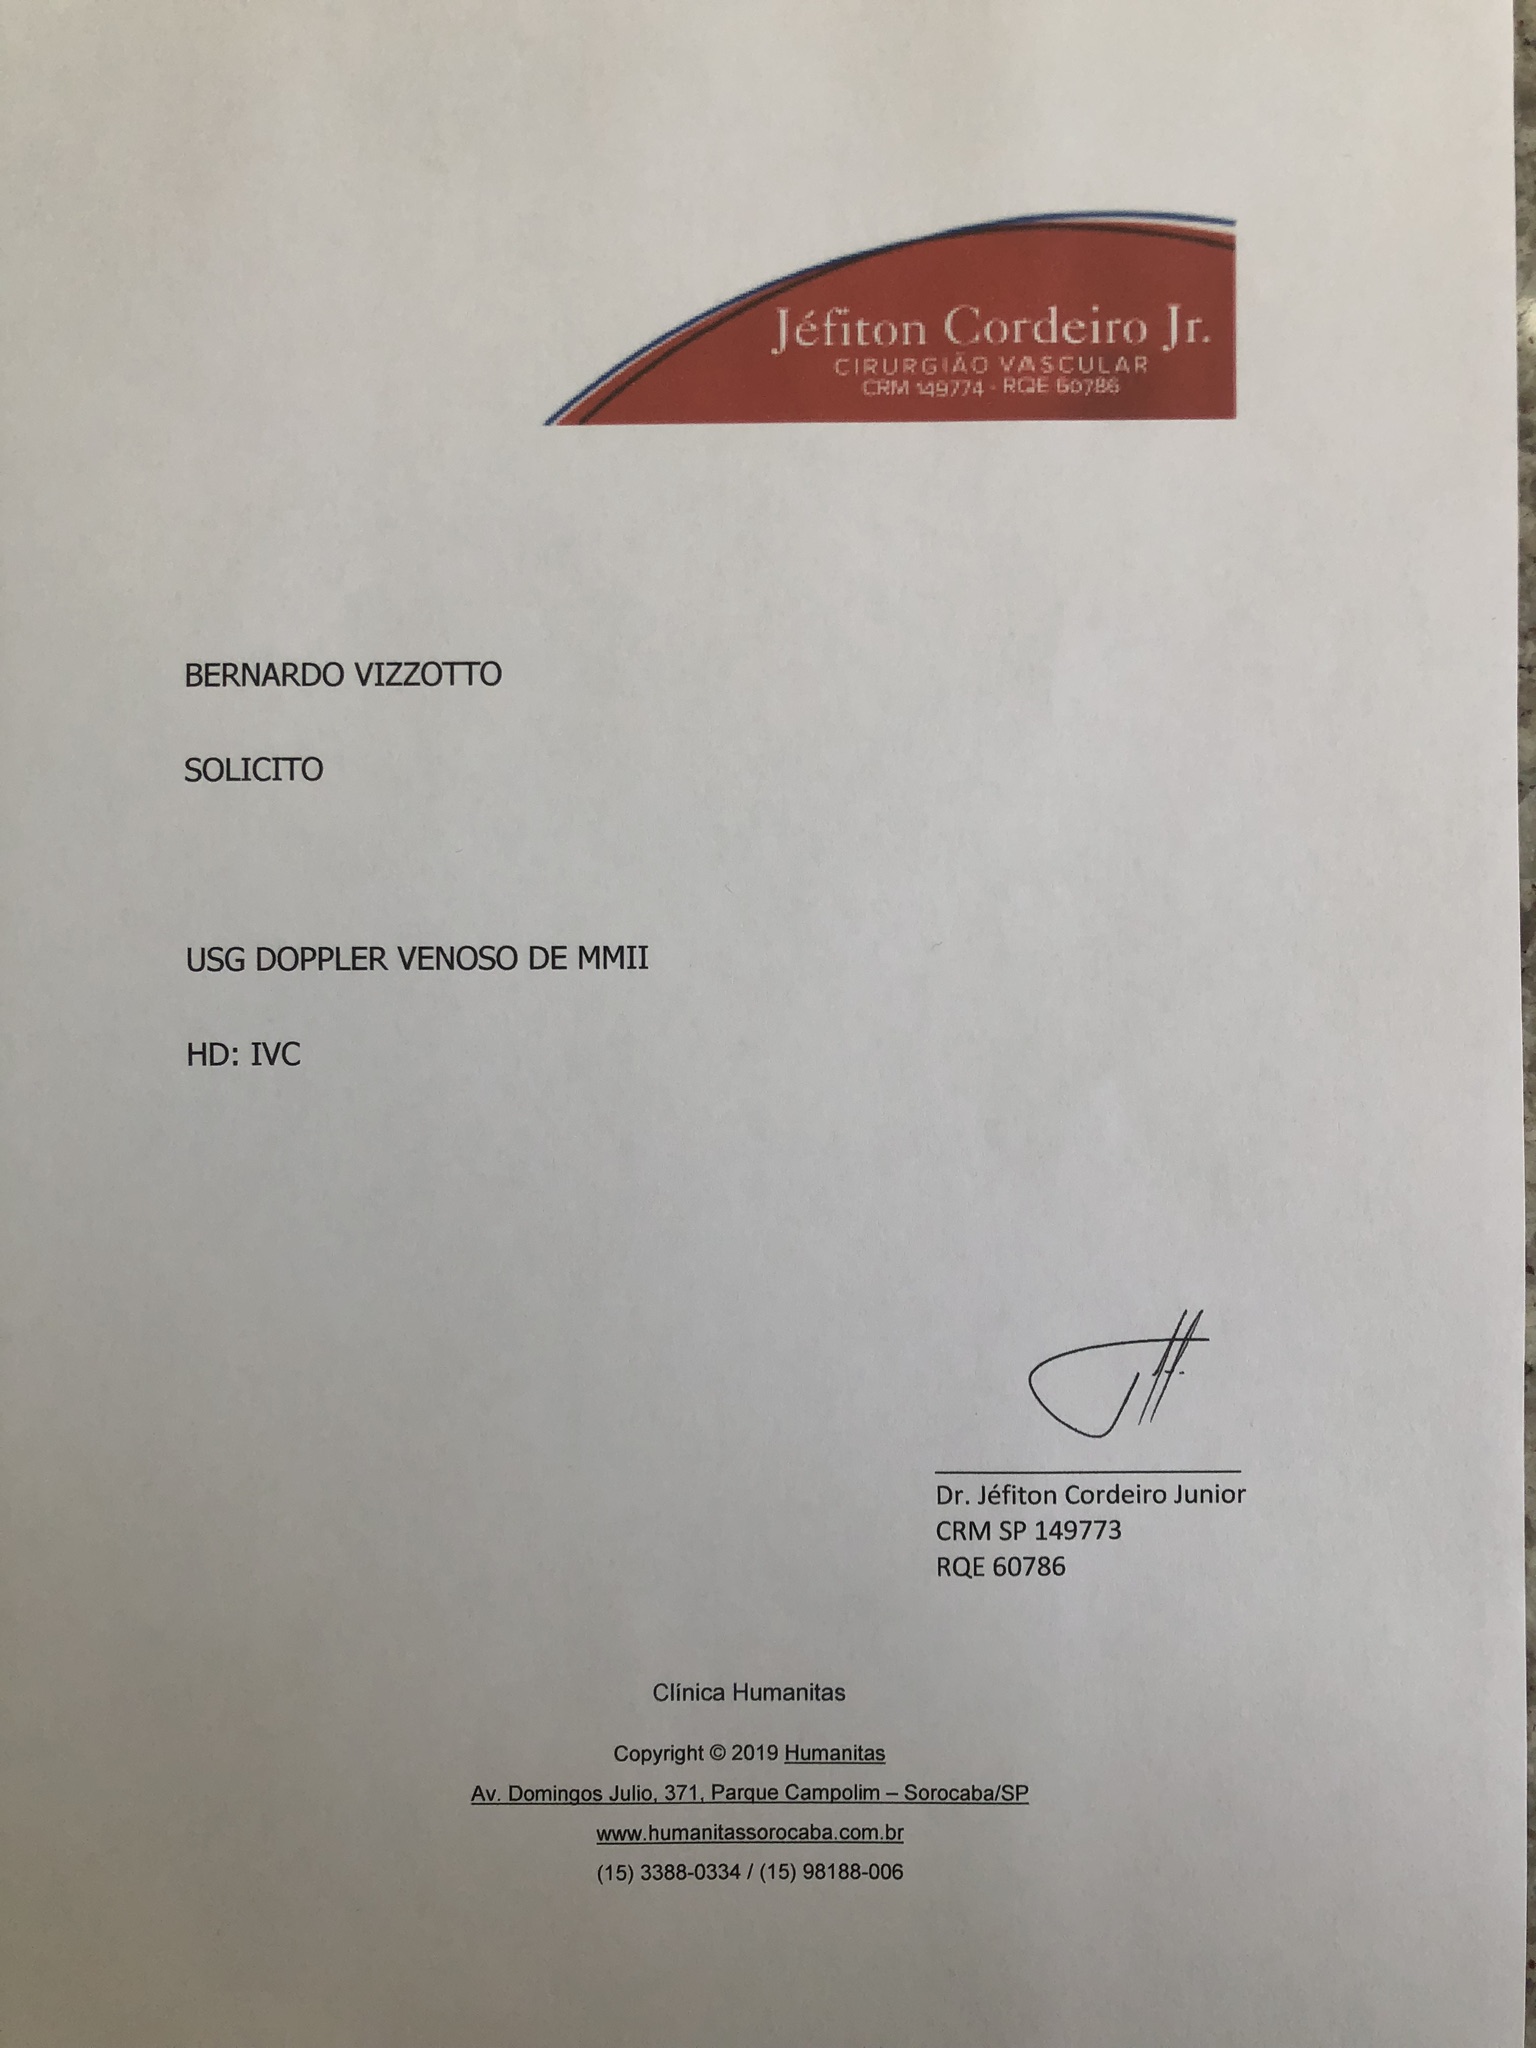 Jéfiton Cordeiro Jr.
CIRURGIÃO VASCULAR
CRM 149774 - RQE 60786
BERNARDO VIZZOTTO
SOLICITO
USG DOPPLER VENOSO DE MMII
HD: IVC
Dr. Jéfiton Cordeiro Junior
CRM SP 149773
RQE 60786
Clínica Humanitas
Copyright © 2019 Humanitas
Av. Domingos Julio, 371, Parque Campolim – Sorocaba/SP
www.humanitassorocaba.com.br
(15) 3388-0334 / (15) 98188-006